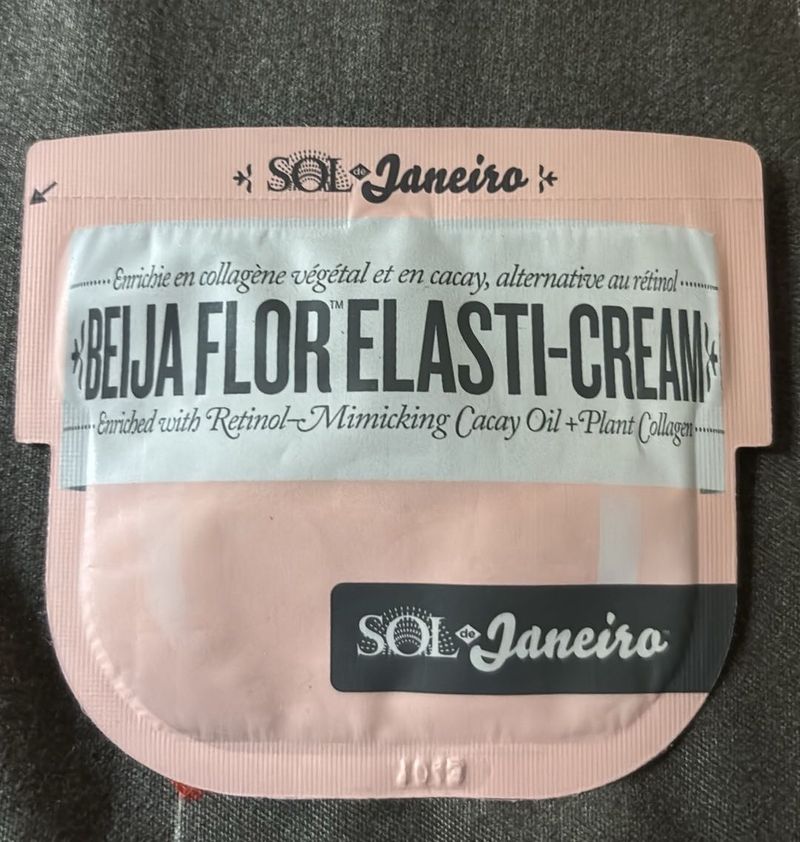 SOL de Janeiro
Enrichie en collagène végétal et en cacay, alternative au rétinol
BEIJA FLOR™ ELASTI-CREAM
Enriched with Retinol-Mimicking Cacay Oil + Plant Collagen
SOL de Janeiro™